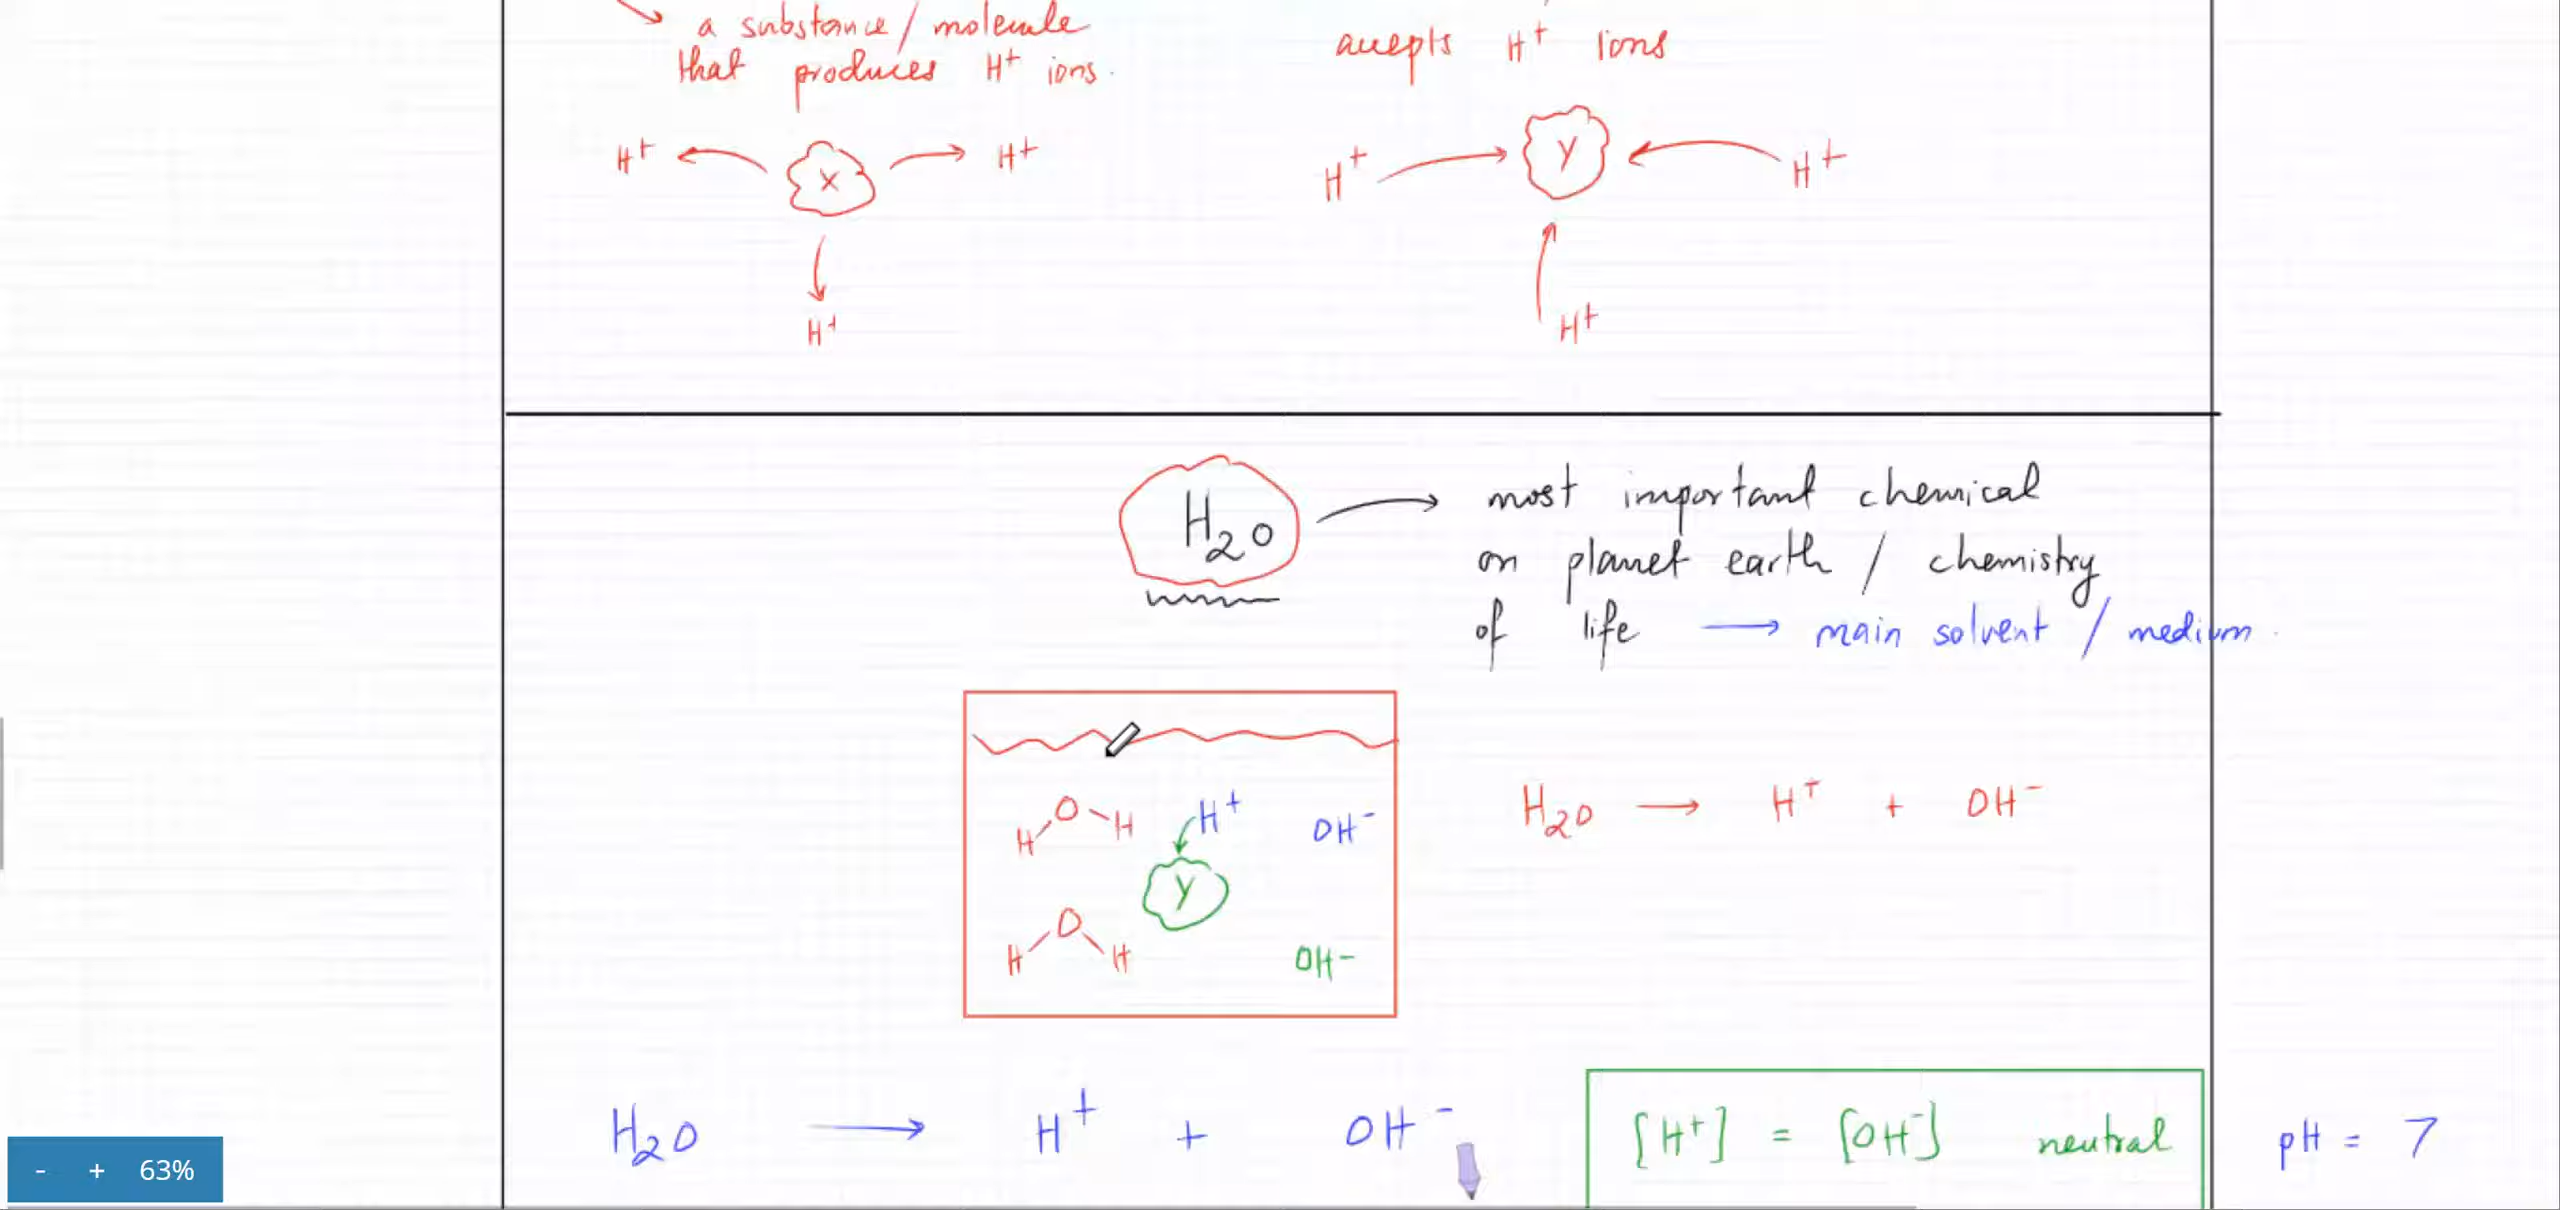 a substance / molecule
that produces H+ ions.
accepts H+ ions
H+ X H+
H+
H+ Y H+
H+
H2O → most important chemical
on planet earth / chemistry
of life → main solvent / medium.
H O H H+ OH-
Y
H O H OH-
H2O → H+ + OH-
H2O → H+ + OH-
[H+] = [OH-] neutral
pH = 7
- + 63%